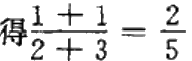 得\frac{1 + 1}{2 + 3} = \frac{2}{5}